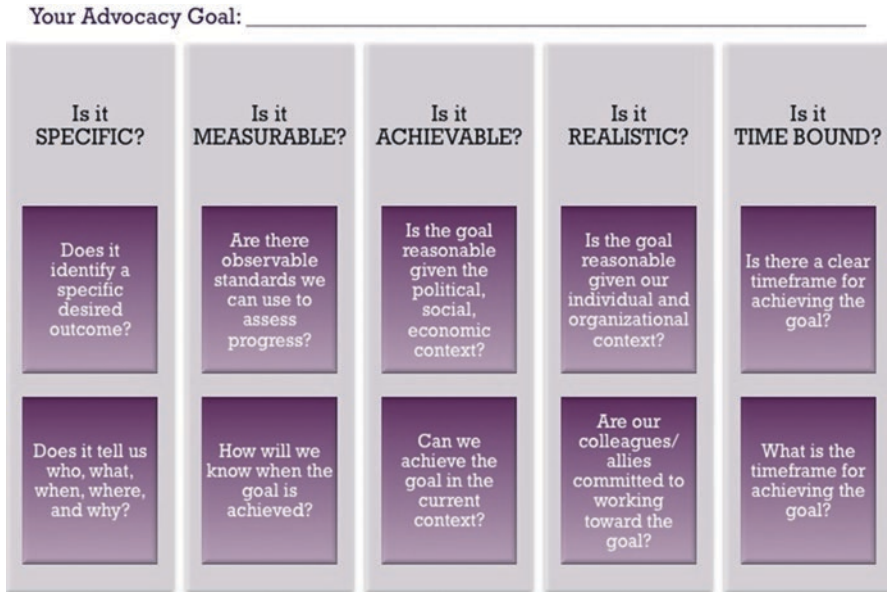 Your Advocacy Goal:
Is it
SPECIFIC?
Does it
identify a
specific
desired
outcome?
Does it tell us
who, what,
when, where,
and why?
Is it
MEASURABLE?
Are there
observable
standards we
can use to
assess
progress?
How will we
know when the
goal is
achieved?
Is it
ACHIEVABLE?
Is the goal
reasonable
given the
political,
social,
economic
context?
Can we
achieve the
goal in the
current
context?
Is it
REALISTIC?
Is the goal
reasonable
given our
individual and
organizational
context?
Are our
colleagues/
allies
committed to
working
toward the
goal?
Is it
TIME BOUND?
Is there a clear
timeframe for
achieving the
goal?
What is the
timeframe for
achieving the
goal?